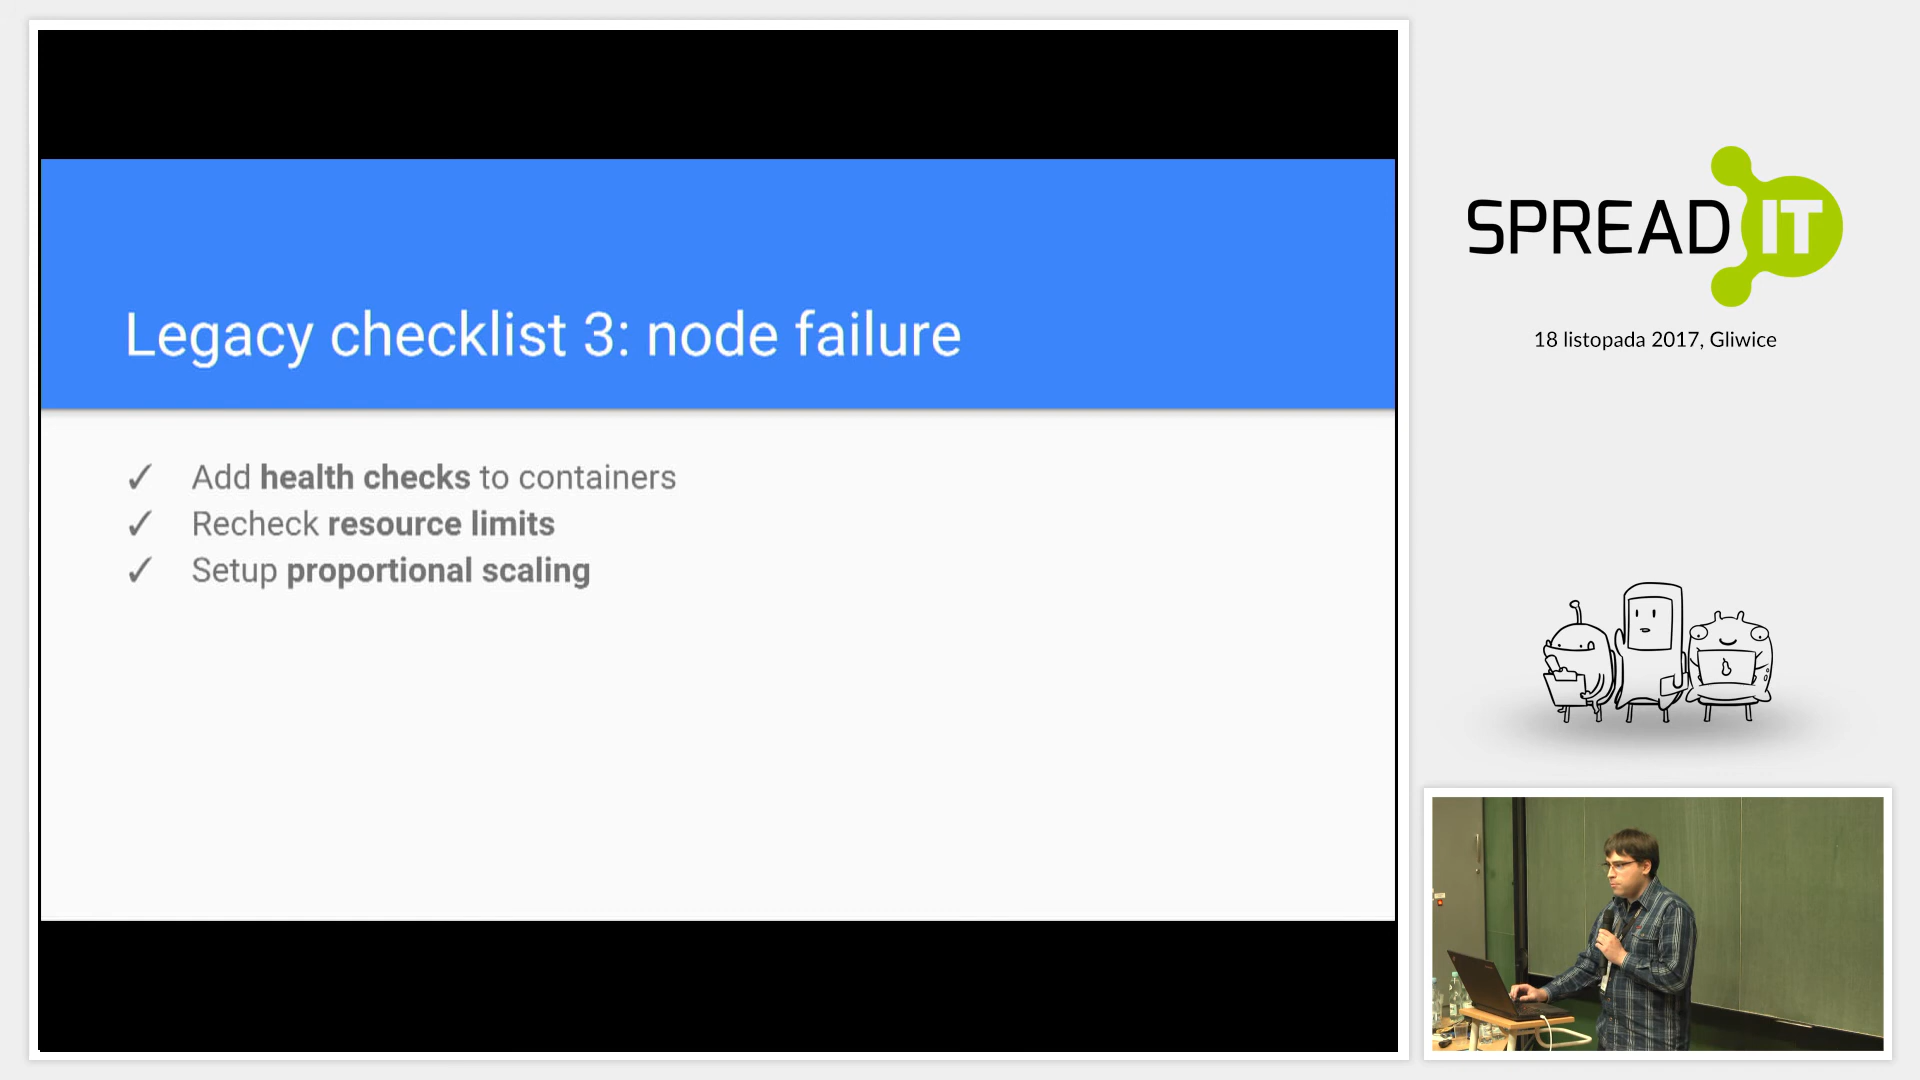 Legacy checklist 3: node failure
✓ Add health checks to containers
✓ Recheck resource limits
✓ Setup proportional scaling
SPREAD IT
18 listopada 2017, Gliwice